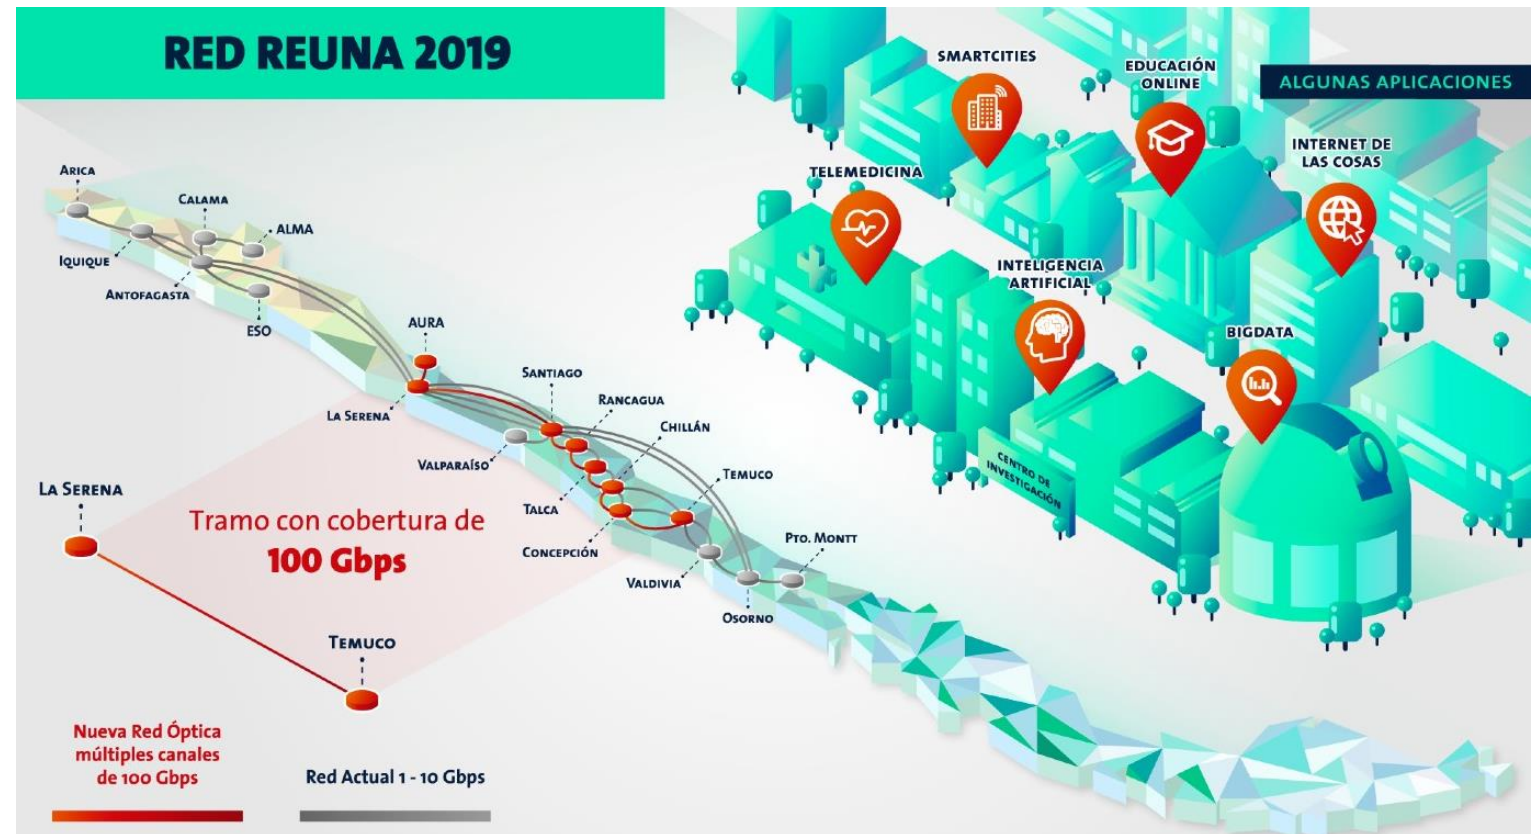 RED REUNA 2019
ALGUNAS APLICACIONES
SMARTCITIES
EDUCACIÓN
ONLINE
INTERNET DE
LAS COSAS
TELEMEDICINA
INTELIGENCIA
ARTIFICIAL
BIGDATA
CENTRO DE
INVESTIGACIÓN
ARICA
CALAMA
ALMA
IQUIQUE
ANTOFAGASTA
ESO
AURA
LA SERENA
SANTIAGO
RANCAGUA
CHILLÁN
VALPARAÍSO
TEMUCO
TALCA
CONCEPCIÓN
PTO. MONTT
VALDIVIA
OSORNO
LA SERENA
Tramo con cobertura de
100 Gbps
TEMUCO
Nueva Red Óptica
múltiples canales
de 100 Gbps
Red Actual 1 - 10 Gbps